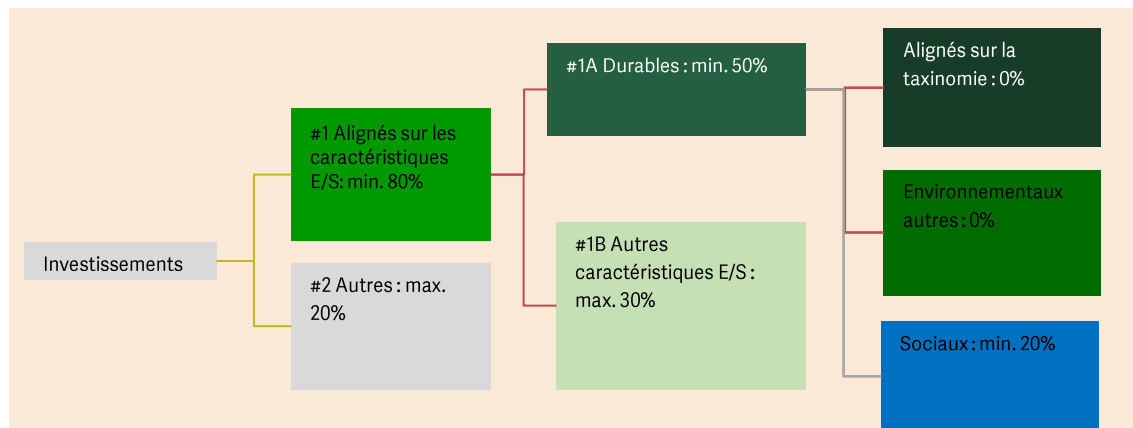 Investissements
#1 Alignés sur les
caractéristiques
E/S: min. 80%
#2 Autres : max.
20%
#1A Durables : min. 50%
#1B Autres
caractéristiques E/S :
max. 30%
Alignés sur la
taxinomie : 0%
Environnementaux
autres : 0%
Sociaux : min. 20%